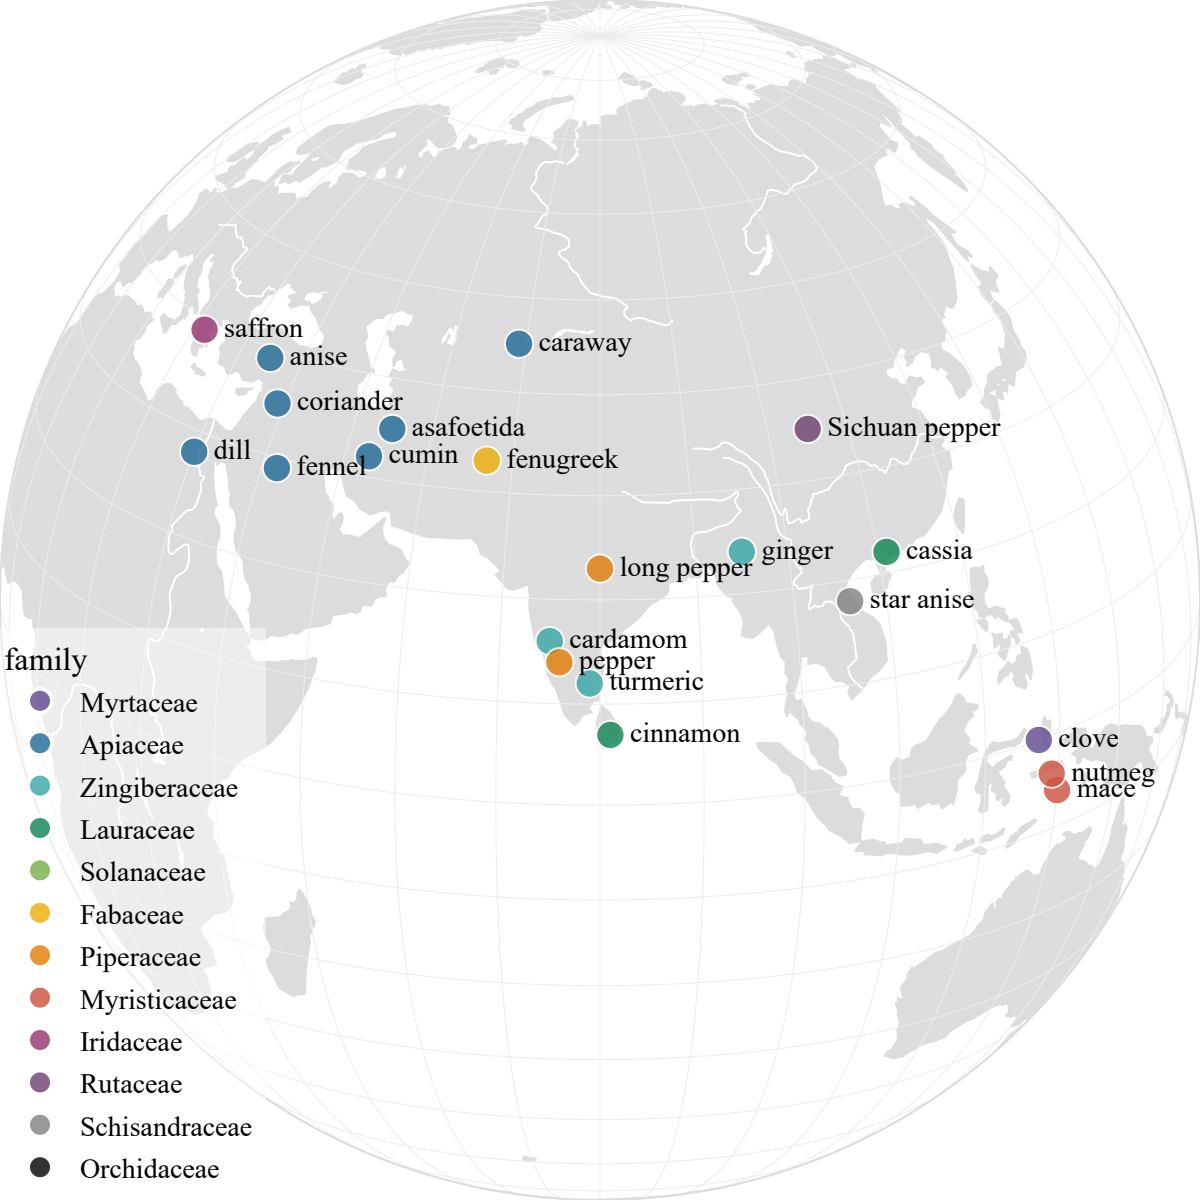 saffron
anise
caraway
coriander
asafoetida
Sichuan pepper
dill
cumin
fennel
fenugreek
ginger
cassia
long pepper
star anise
cardamom
pepper
turmeric
cinnamon
clove
nutmeg
mace
family
Myrtaceae
Apiaceae
Zingiberaceae
Lauraceae
Solanaceae
Fabaceae
Piperaceae
Myristicaceae
Iridaceae
Rutaceae
Schisandraceae
Orchidaceae